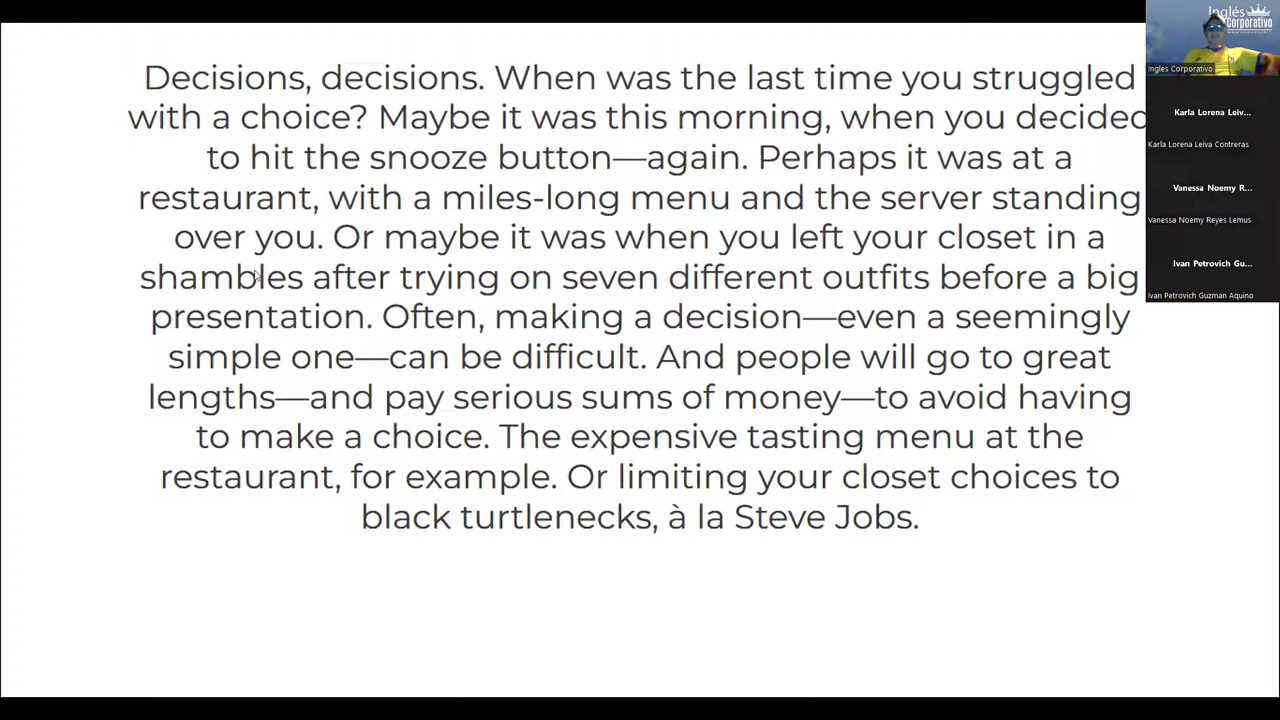 Decisions, decisions. When was the last time you struggled
with a choice? Maybe it was this morning, when you decided
to hit the snooze button—again. Perhaps it was at a
restaurant, with a miles-long menu and the server standing
over you. Or maybe it was when you left your closet in a
shambles after trying on seven different outfits before a big
presentation. Often, making a decision—even a seemingly
simple one—can be difficult. And people will go to great
lengths—and pay serious sums of money—to avoid having
to make a choice. The expensive tasting menu at the
restaurant, for example. Or limiting your closet choices to
black turtlenecks, à la Steve Jobs.
Inglés
Corporativo
Ingles Corporativo
Karla Lorena Leiv...
Karla Lorena Leiva Contreras
Vanessa Noemy R...
Vanessa Noemy Reyes Lemus
Ivan Petrovich Gu...
Ivan Petrovich Guzman Aquino